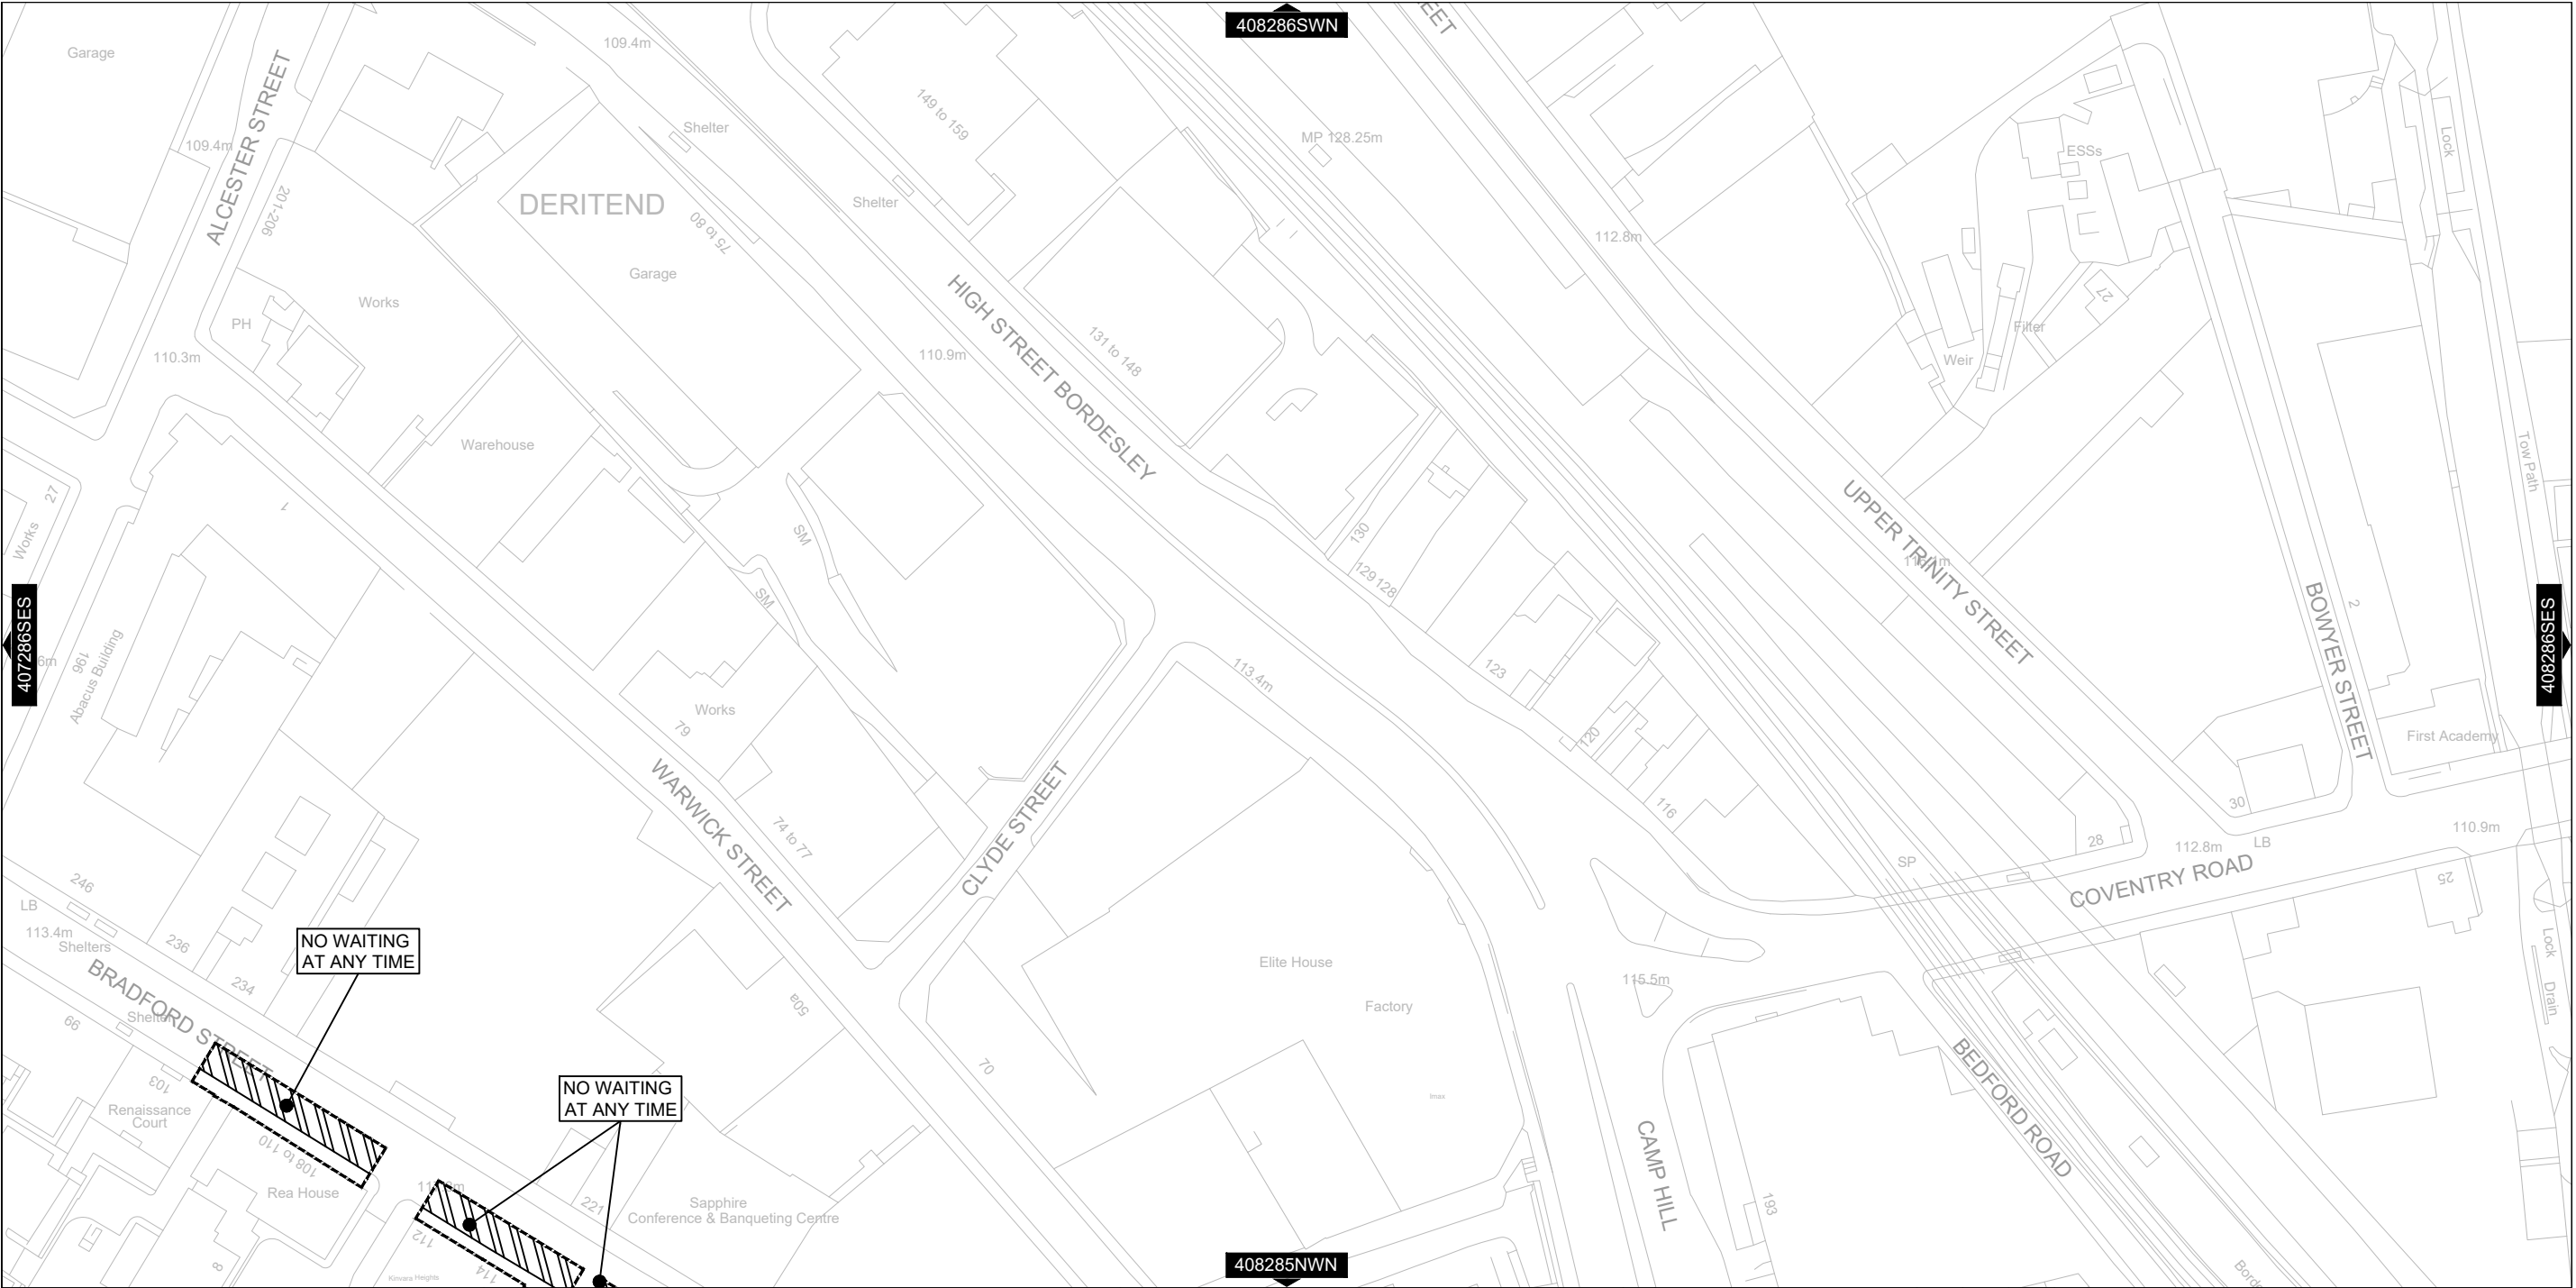 408286SWN
Garage
109.4m
ALCESTER STREET
109.4m
201-206
Shelter
149 to 159
MP 128.25m
ESSs
Lock
DERITEND
75 to 80
Shelter
Garage
112.8m
27
Filter
Weir
Works
PH
110.3m
HIGH STREET BORDESLEY
110.9m
131 to 148
Warehouse
Tow Path
27
Works
1
SM
SM
130
129
128
UPPER TRINITY STREET
BOWYER STREET
2
407286SES
408286SES
Abacus Building
196
113.4m
123
120
116
Works
79
First Academy
WARWICK STREET
74 to 77
CLYDE STREET
30
LB
112.8m
110.9m
28
SP
COVENTRY ROAD
25
246
LB
113.4m
Shelters
236
234
NO WAITING
AT ANY TIME
BRADFORD STREET
Shelter
99
103
Renaissance
Court
108 to 110
Rea House
8
50a
70
Elite House
Factory
Imax
115.5m
Lock
Drain
BEDFORD ROAD
CAMP HILL
193
NO WAITING
AT ANY TIME
221
Sapphire
Conference & Banqueting Centre
112
114
Kinvara Heights
408285NWN